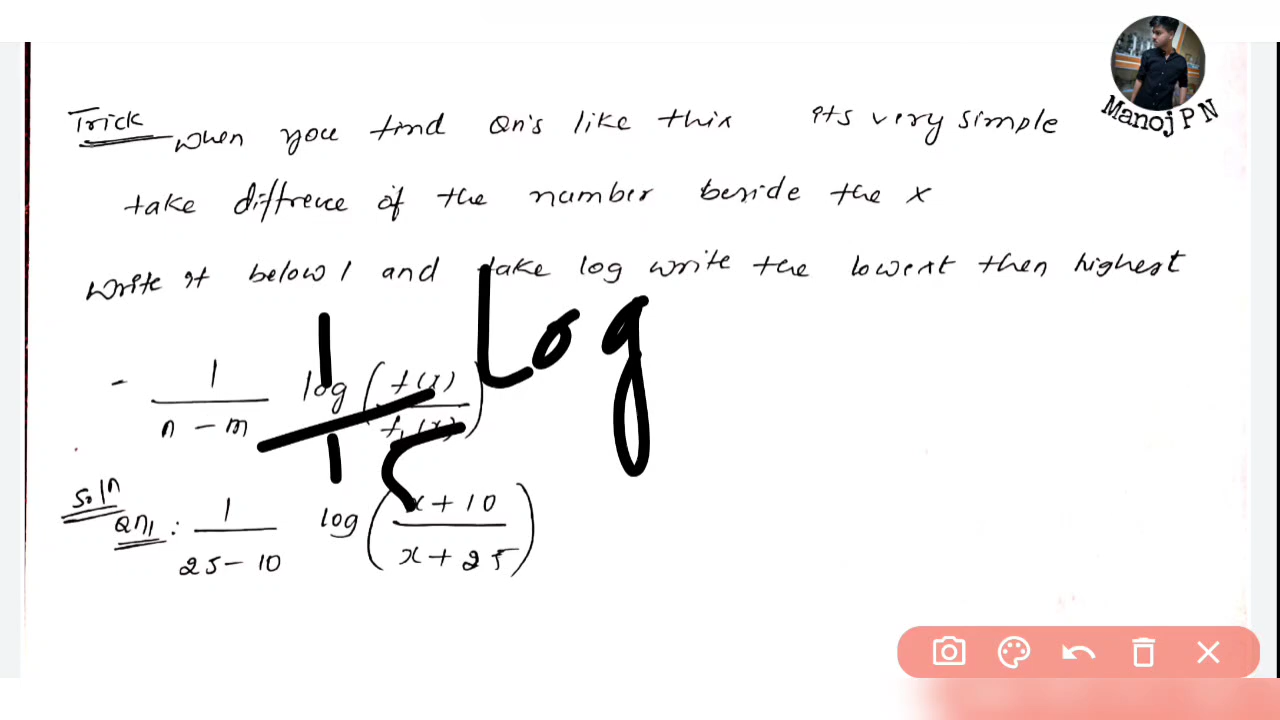 Manoj P N
Trick
when you find Qn's like this its very simple
take diffrence of the number beside the x
write it below 1 and take log write the lowest then highest
- 1 / n - m log ( f(x) / f₁(x) )
1 / 15 Log
Soln
Qn1 : 1 / 25 - 10 log ( x + 10 / x + 25 )